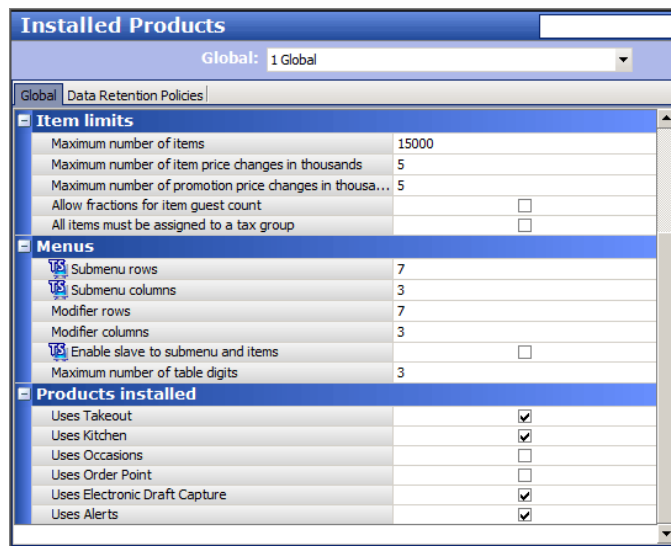 Installed Products
Global: 1 Global
Global Data Retention Policies
Item limits
Maximum number of items 15000
Maximum number of item price changes in thousands 5
Maximum number of promotion price changes in thousa... 5
Allow fractions for item guest count
All items must be assigned to a tax group
Menus
TS Submenu rows 7
TS Submenu columns 3
Modifier rows 7
Modifier columns 3
TS Enable slave to submenu and items
Maximum number of table digits 3
Products installed
Uses Takeout
Uses Kitchen
Uses Occasions
Uses Order Point
Uses Electronic Draft Capture
Uses Alerts